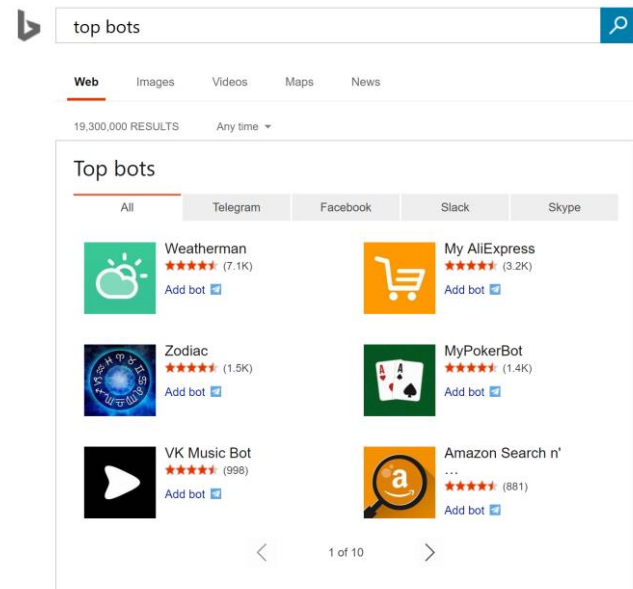 top bots
Web Images Videos Maps News
19,300,000 RESULTS Any time
Top bots
All Telegram Facebook Slack Skype
Weatherman
(7.1K)
Add bot
My AliExpress
(3.2K)
Add bot
Zodiac
(1.5K)
Add bot
MyPokerBot
(1.4K)
Add bot
VK Music Bot
(998)
Add bot
Amazon Search n'
...
(881)
Add bot
1 of 10